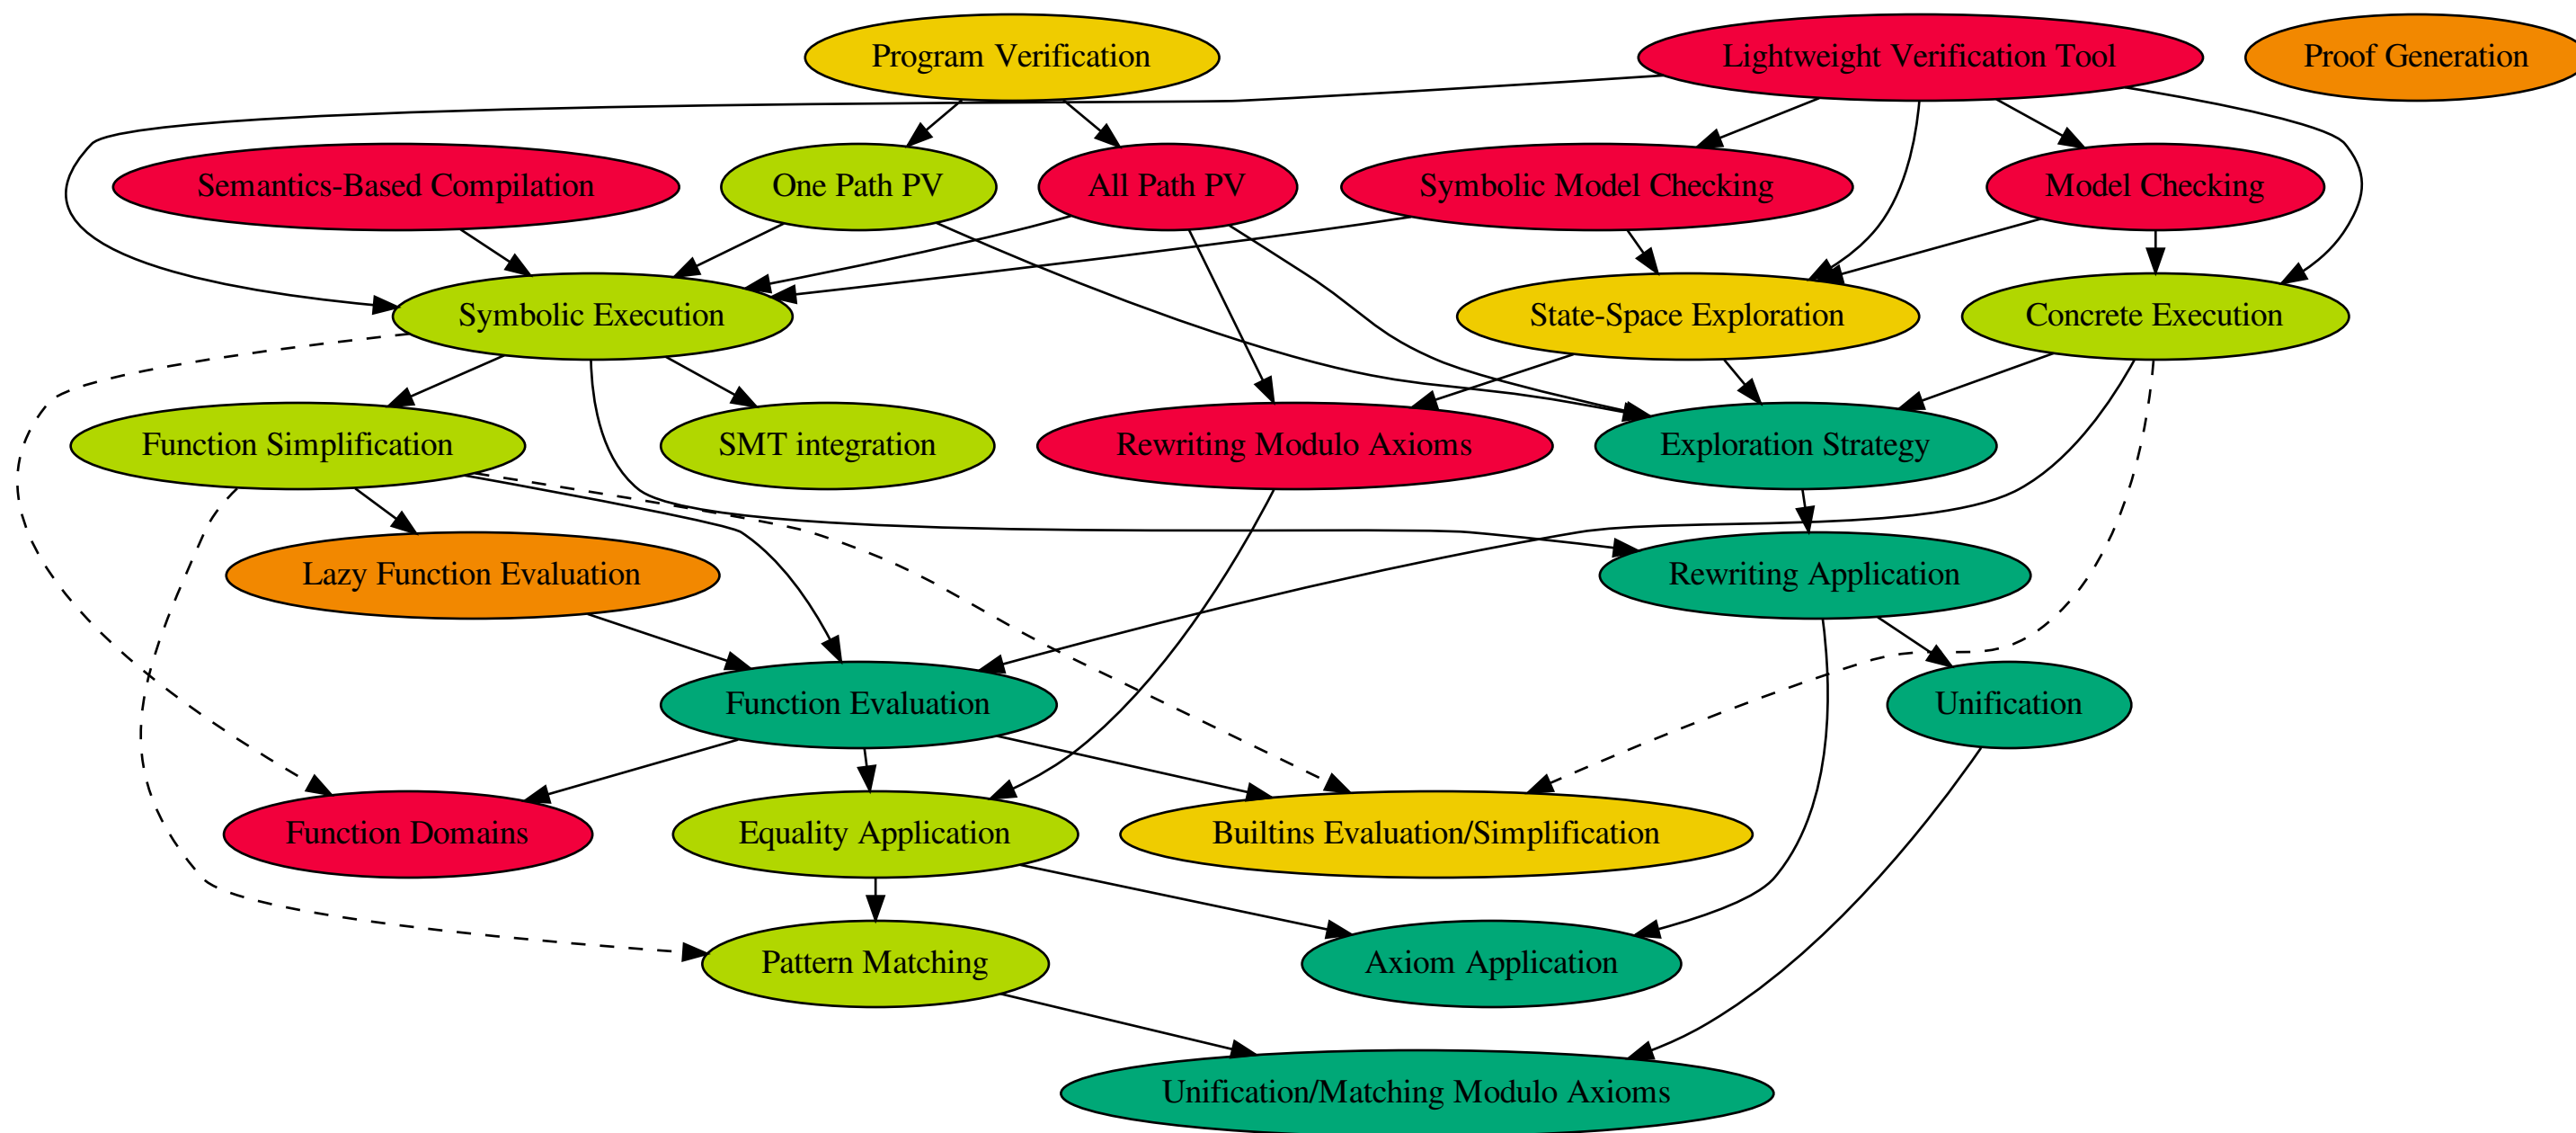 Program Verification
Lightweight Verification Tool
Proof Generation
Semantics-Based Compilation
One Path PV
All Path PV
Symbolic Model Checking
Model Checking
Symbolic Execution
State-Space Exploration
Concrete Execution
Function Simplification
SMT integration
Rewriting Modulo Axioms
Exploration Strategy
Lazy Function Evaluation
Rewriting Application
Function Evaluation
Unification
Function Domains
Equality Application
Builtins Evaluation/Simplification
Pattern Matching
Axiom Application
Unification/Matching Modulo Axioms